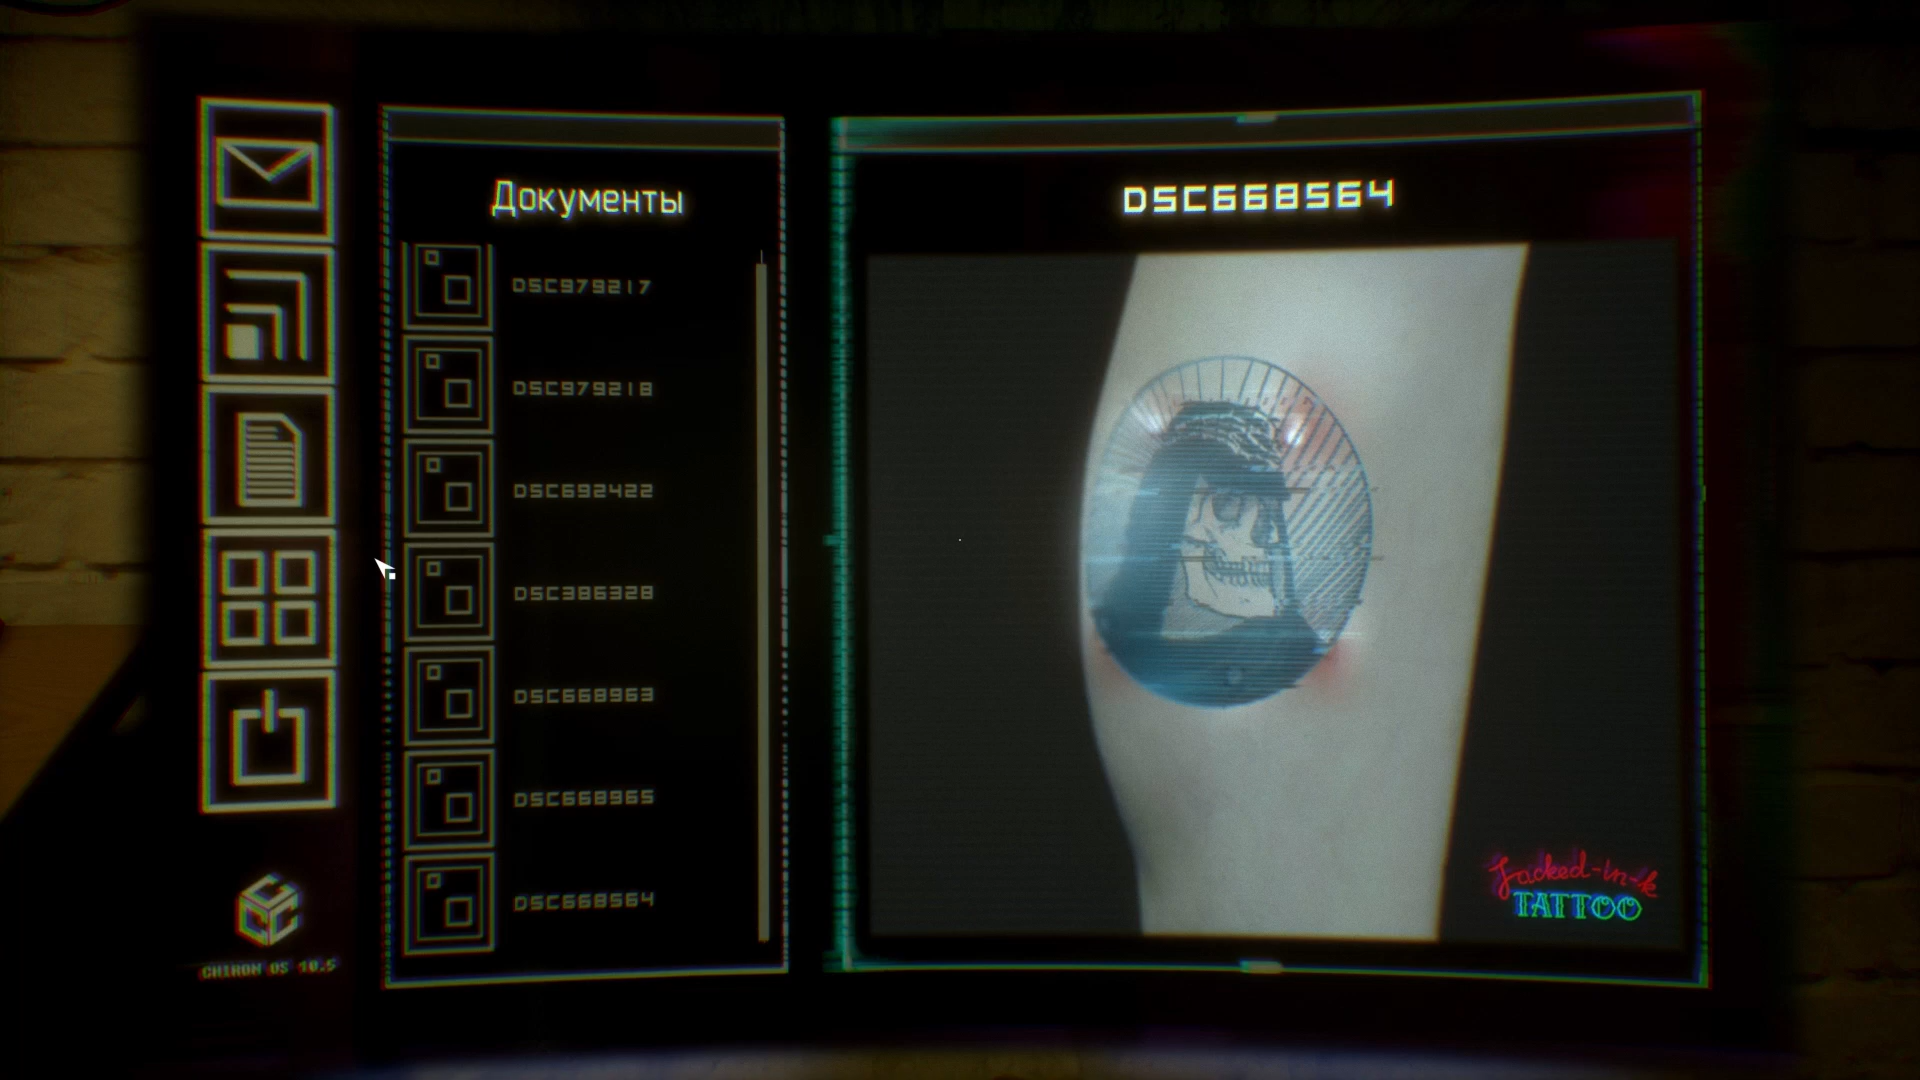 Документы
DSC979217
DSC979218
DSC692422
DSC386328
DSC668963
DSC668965
DSC668564
CHIRON OS 10.5
DSC668564
Jacked-in-k
TATTOO